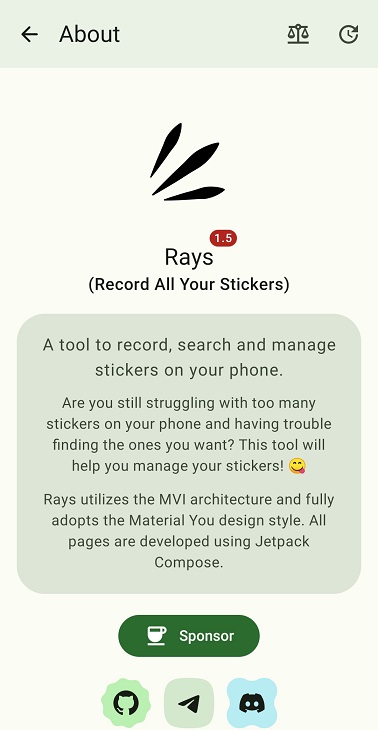 About
1.5
Rays
(Record All Your Stickers)
A tool to record, search and manage
stickers on your phone.
Are you still struggling with too many
stickers on your phone and having trouble
finding the ones you want? This tool will
help you manage your stickers! 😋
Rays utilizes the MVI architecture and fully
adopts the Material You design style. All
pages are developed using Jetpack
Compose.
Sponsor